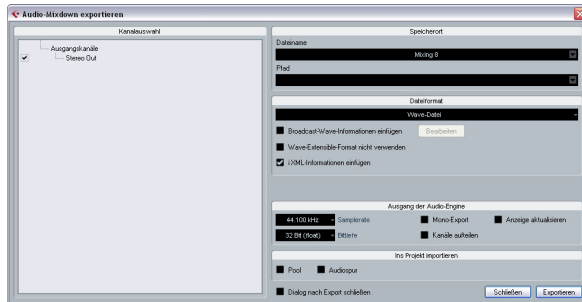 Audio-Mixdown exportieren
Kanalauswahl
Ausgangskanäle
Stereo Out
Speicherort
Dateiname
Mixing 8
Pfad
Dateiformat
Wave-Datei
Broadcast-Wave-Informationen einfügen
Bearbeiten
Wave-Extensible-Format nicht verwenden
iXML-Informationen einfügen
Ausgang der Audio-Engine
44.100 kHz Samplerate Mono-Export Anzeige aktualisieren
32 Bit (float) Bittiefe Kanäle aufteilen
Ins Projekt importieren
Pool Audiospur
Dialog nach Export schließen Schließen Exportieren